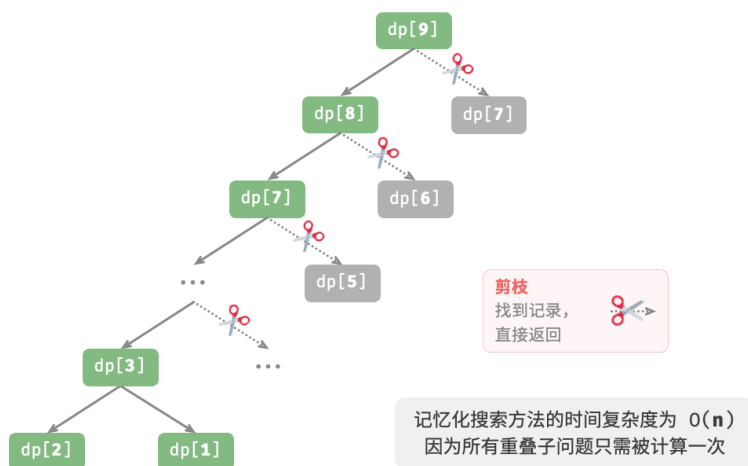 dp[9]
dp[8]
dp[7]
dp[7]
dp[6]
...
dp[5]
剪枝
找到记录，
直接返回
dp[3]
...
dp[2]
dp[1]
记忆化搜索方法的时间复杂度为 O(n)
因为所有重叠子问题只需被计算一次